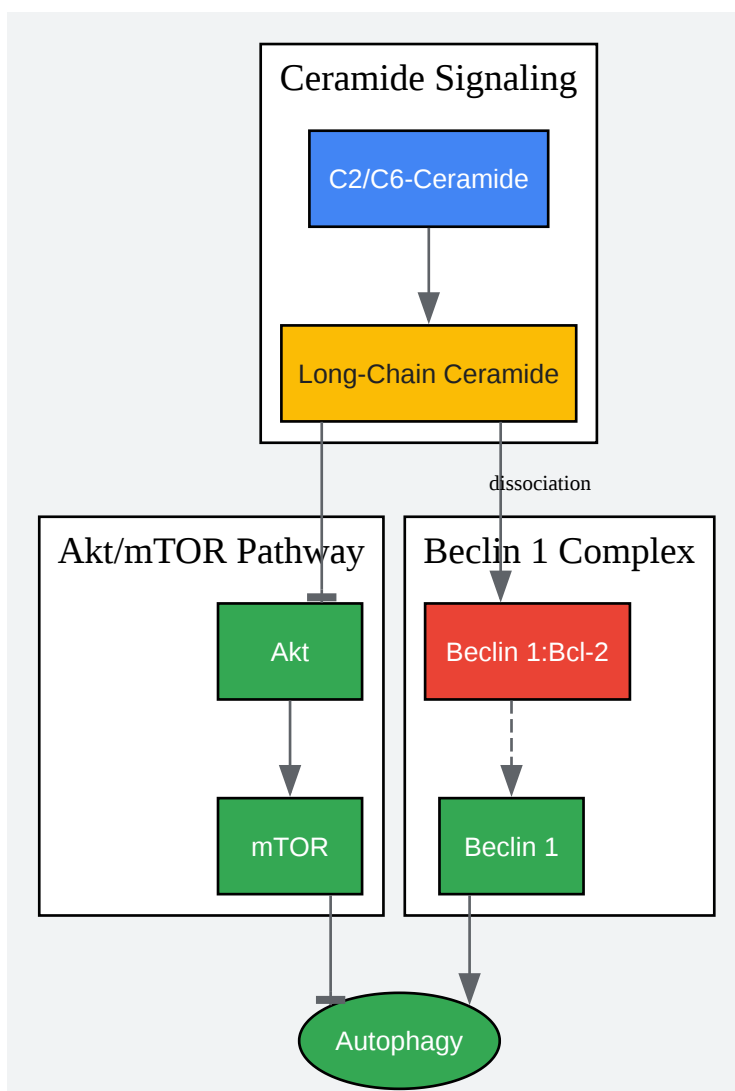 Ceramide Signaling
C2/C6-Ceramide
Long-Chain Ceramide
dissociation
Akt/mTOR Pathway
Beclin 1 Complex
Akt
Beclin 1:Bcl-2
mTOR
Beclin 1
Autophagy